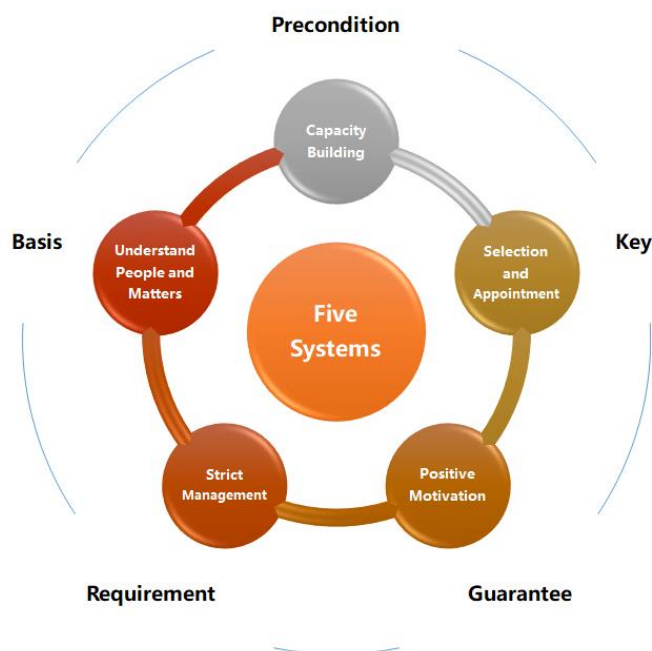 Precondition
Capacity
Building
Basis
Understand
People and
Matters
Selection
and
Appointment
Key
Five
Systems
Strict
Management
Positive
Motivation
Requirement
Guarantee